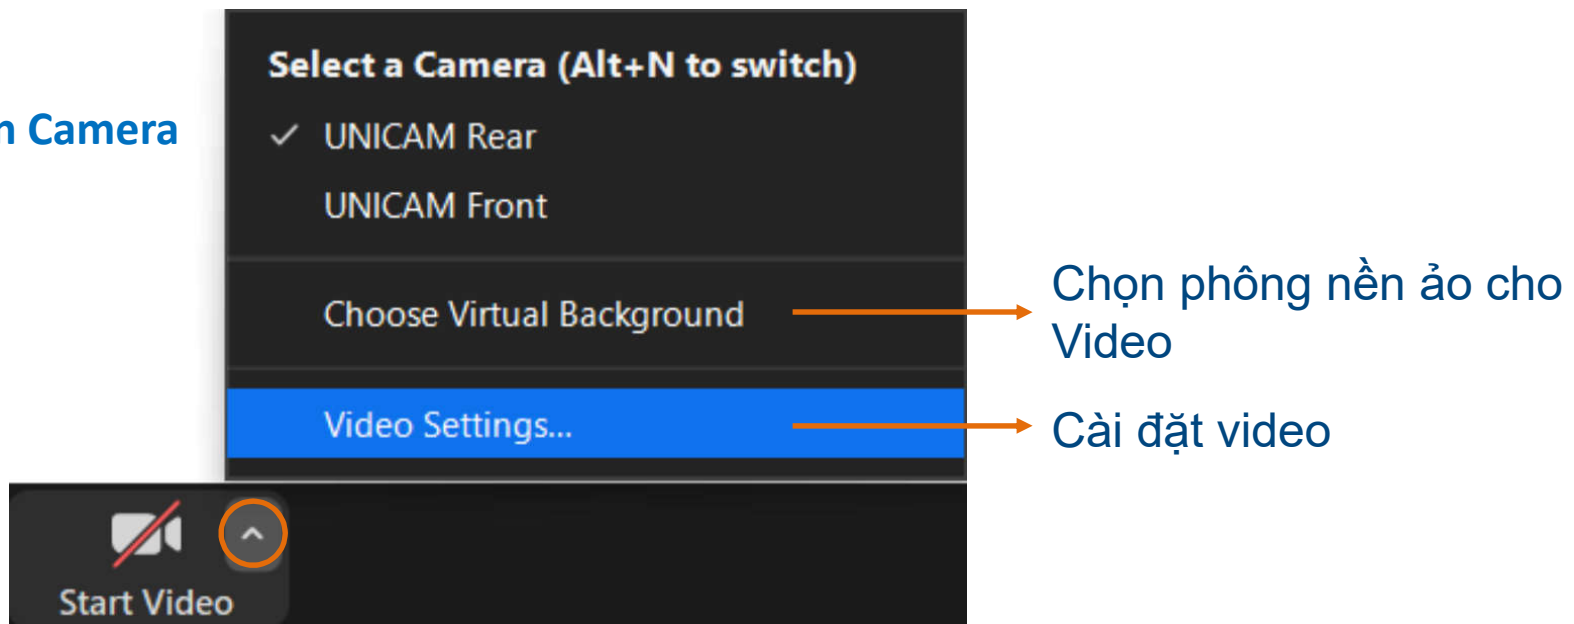 Select a Camera (Alt+N to switch)
n Camera
UNICAM Rear
UNICAM Front
Choose Virtual Background
Chọn phông nền ảo cho
Video
Video Settings...
Cài đặt video
Start Video